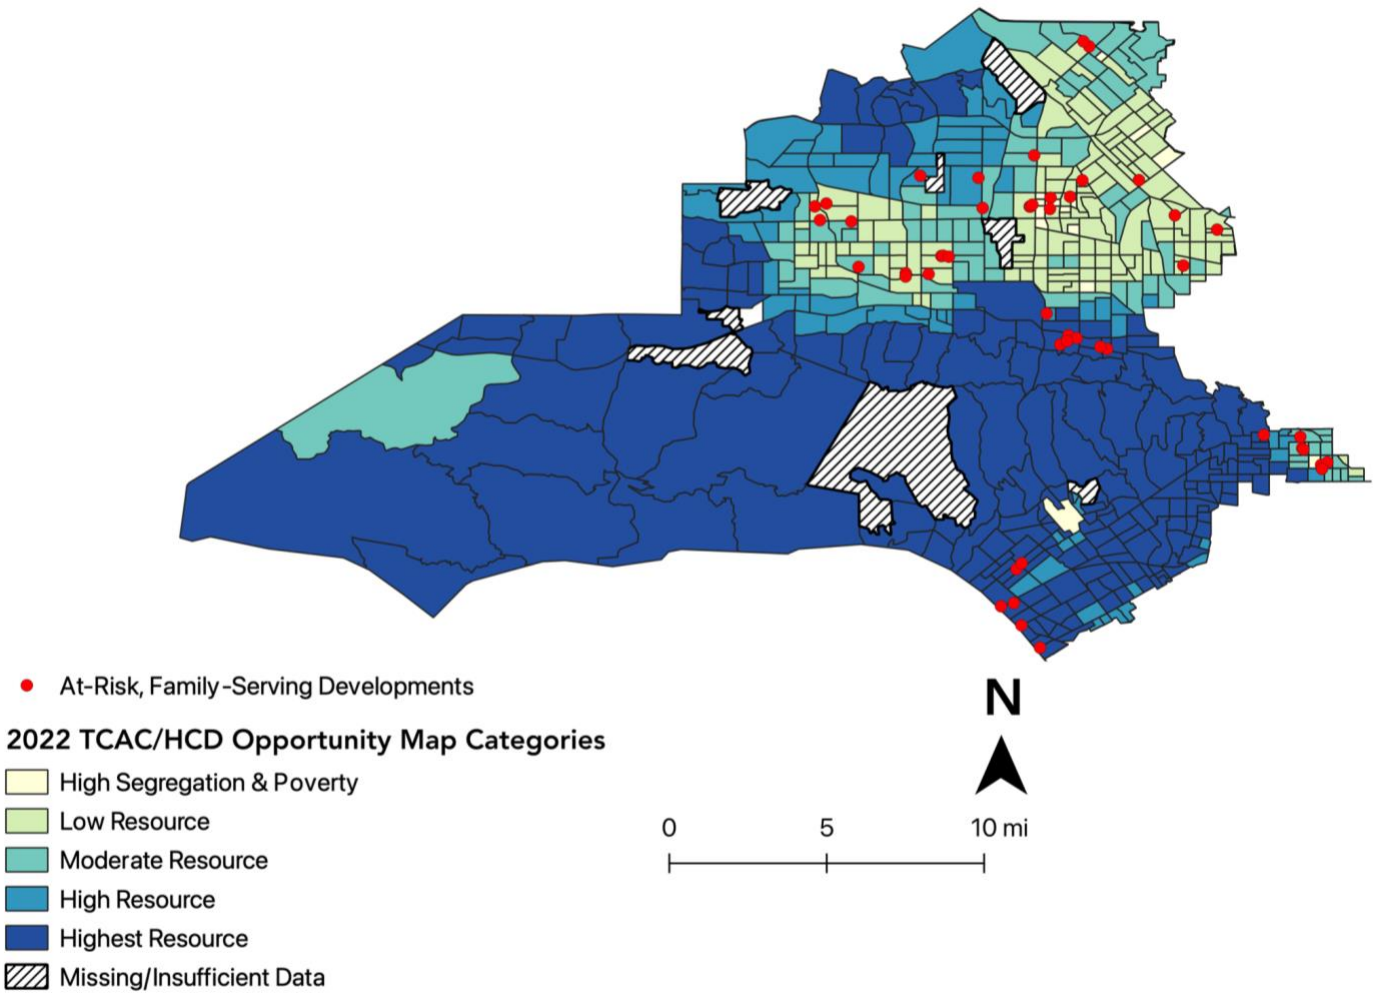 At-Risk, Family-Serving Developments
N
2022 TCAC/HCD Opportunity Map Categories
High Segregation & Poverty
Low Resource
0 5 10 mi
Moderate Resource
High Resource
Highest Resource
Missing/Insufficient Data